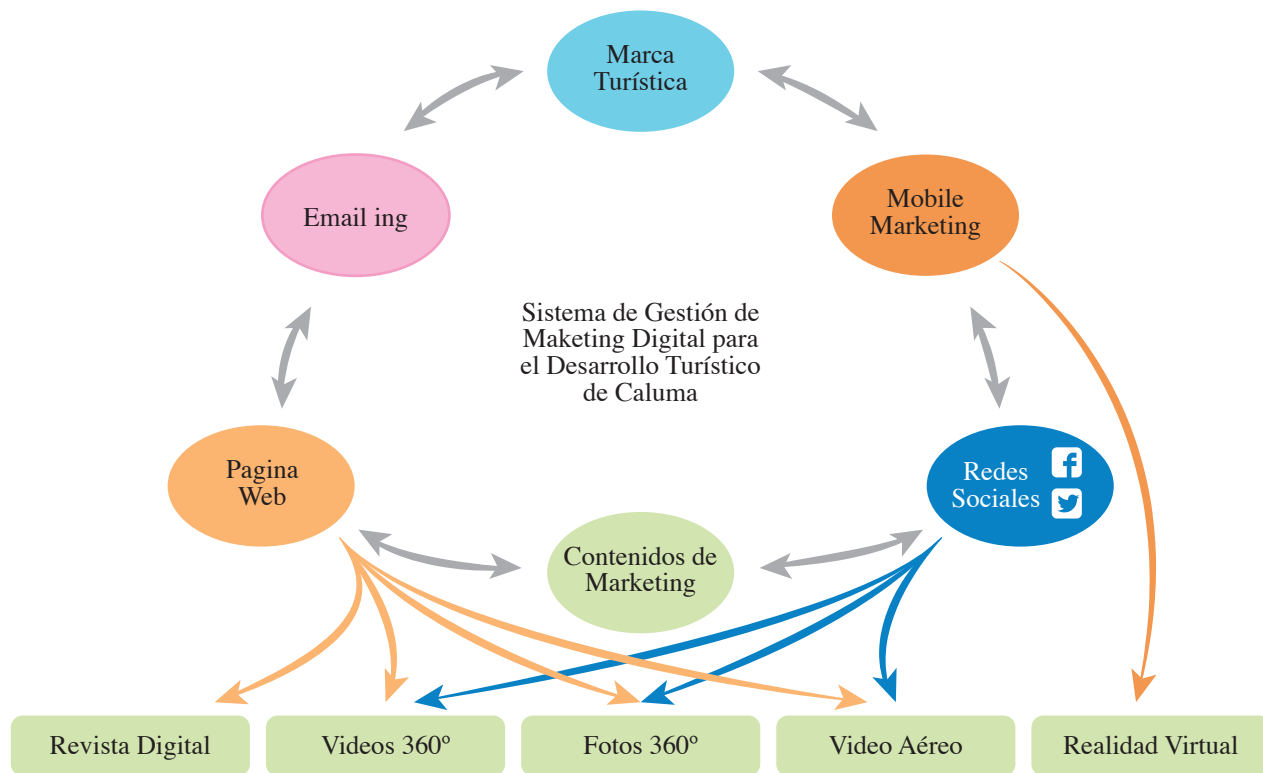 Marca
Turística
Email ing
Mobile
Marketing
Sistema de Gestión de
Maketing Digital para
el Desarrollo Turístico
de Caluma
Pagina
Web
Redes
Sociales
Contenidos de
Marketing
Revista Digital
Videos 360º
Fotos 360º
Video Aéreo
Realidad Virtual